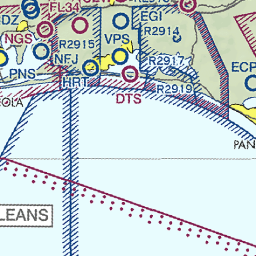 DZ
FL34
EGI
R2914
NGS
R2915
VPS
NFJ
R2917
PNS
HRT
ECP
R2919
OLA
DTS
PAN
LEANS